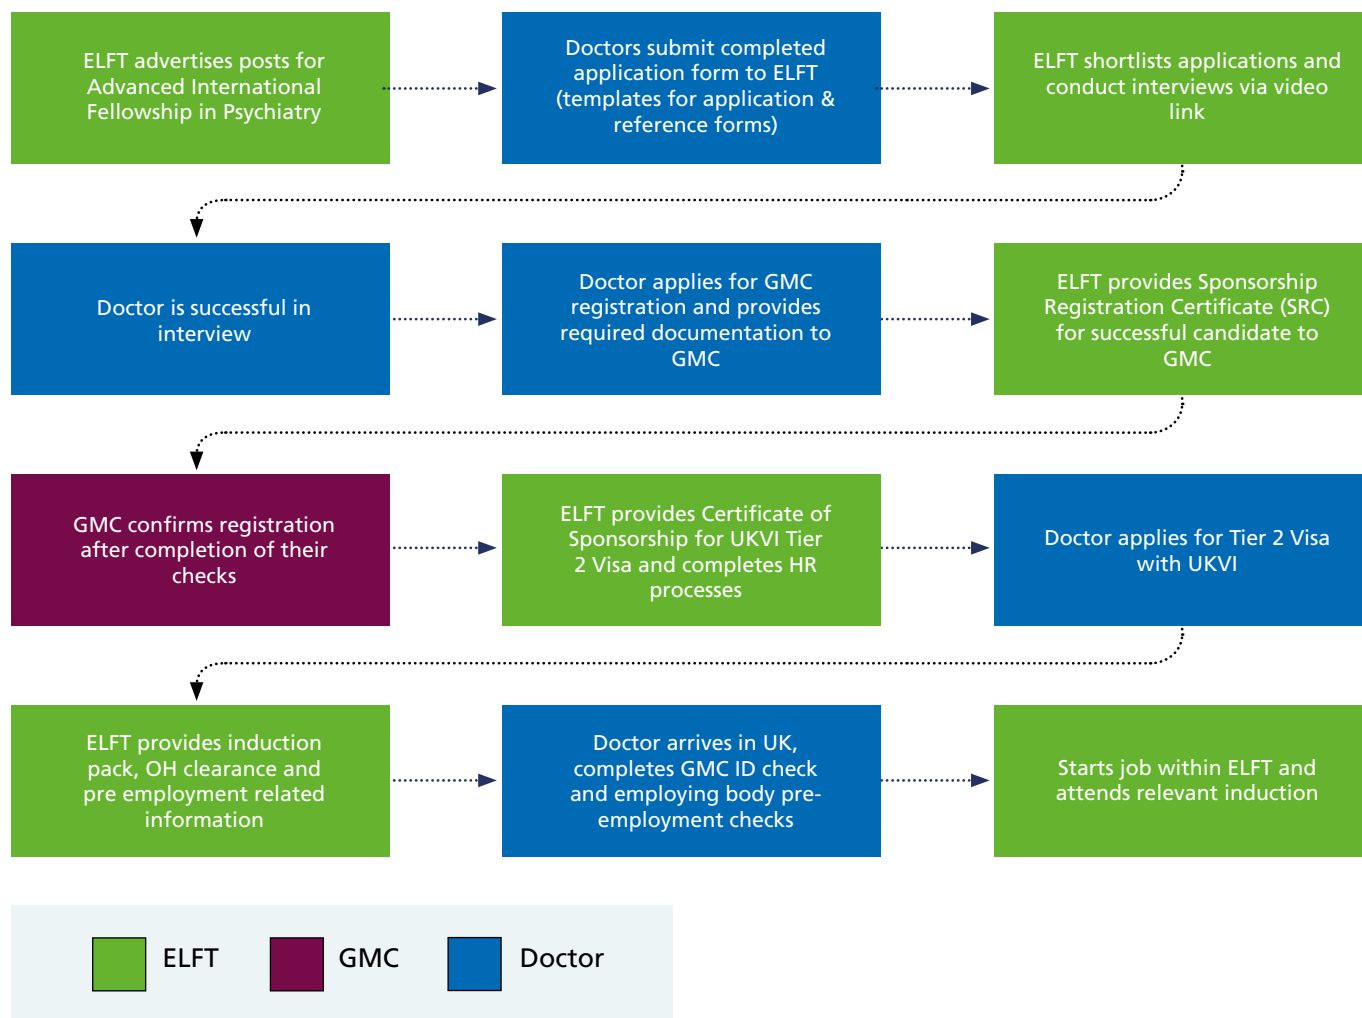 ELFT advertises posts for
Advanced International
Fellowship in Psychiatry
Doctors submit completed
application form to ELFT
(templates for application &
reference forms)
ELFT shortlists applications and
conduct interviews via video
link
Doctor is successful in
interview
Doctor applies for GMC
registration and provides
required documentation to
GMC
ELFT provides Sponsorship
Registration Certificate (SRC)
for successful candidate to
GMC
GMC confirms registration
after completion of their
checks
ELFT provides Certificate of
Sponsorship for UKVI Tier
2 Visa and completes HR
processes
Doctor applies for Tier 2 Visa
with UKVI
ELFT provides induction
pack, OH clearance and
pre employment related
information
Doctor arrives in UK,
completes GMC ID check
and employing body pre-
employment checks
Starts job within ELFT and
attends relevant induction
ELFT
GMC
Doctor